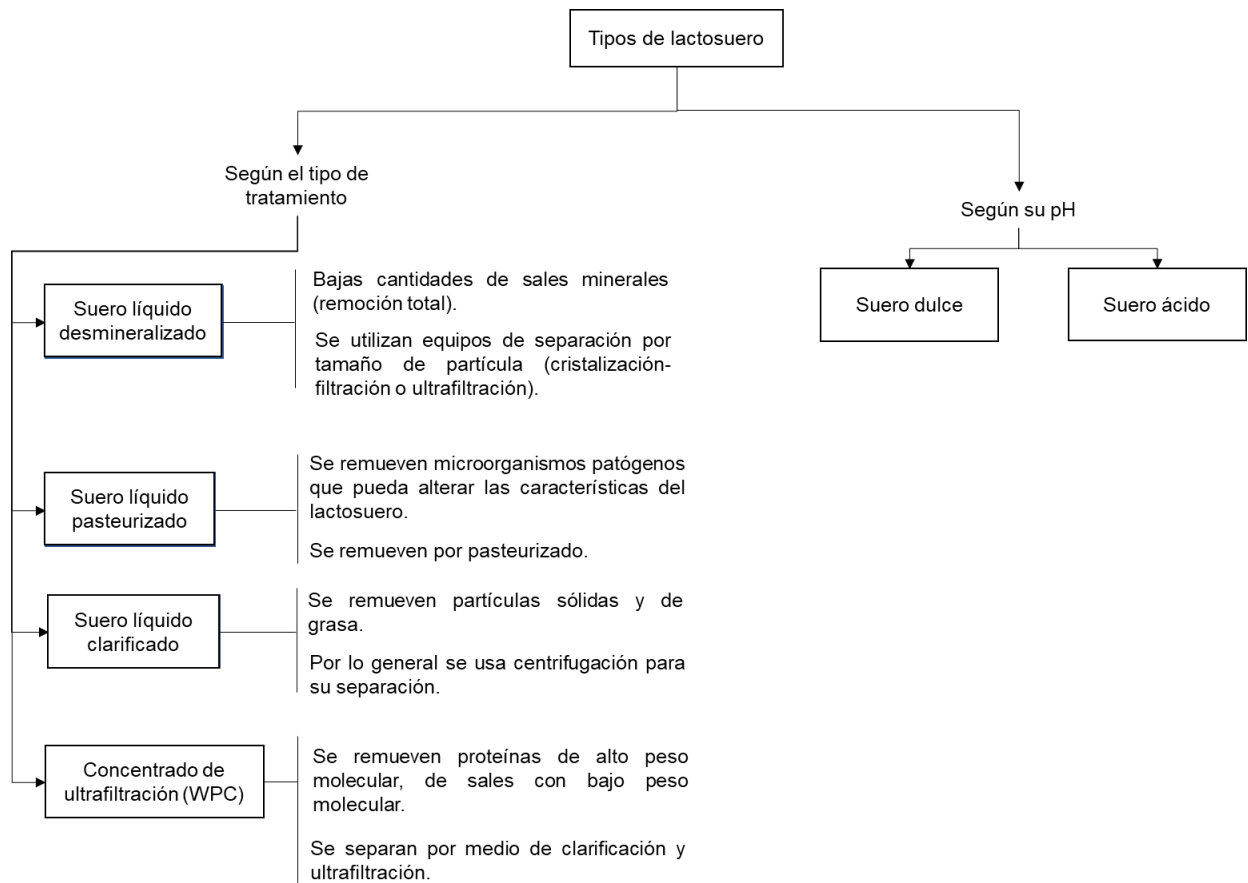 Tipos de lactosuero
Según el tipo de
tratamiento
Suero líquido
desmineralizado
Bajas cantidades de sales minerales
(remoción total).
Se utilizan equipos de separación por
tamaño de partícula (cristalización-
filtración o ultrafiltración).
Suero líquido
pasteurizado
Se remueven microorganismos patógenos
que pueda alterar las características del
lactosuero.
Se remueven por pasteurizado.
Suero líquido
clarificado
Se remueven partículas sólidas y de
grasa.
Por lo general se usa centrifugación para
su separación.
Concentrado de
ultrafiltración (WPC)
Se remueven proteínas de alto peso
molecular, de sales con bajo peso
molecular.
Se separan por medio de clarificación y
ultrafiltración.
Según su pH
Suero dulce
Suero ácido